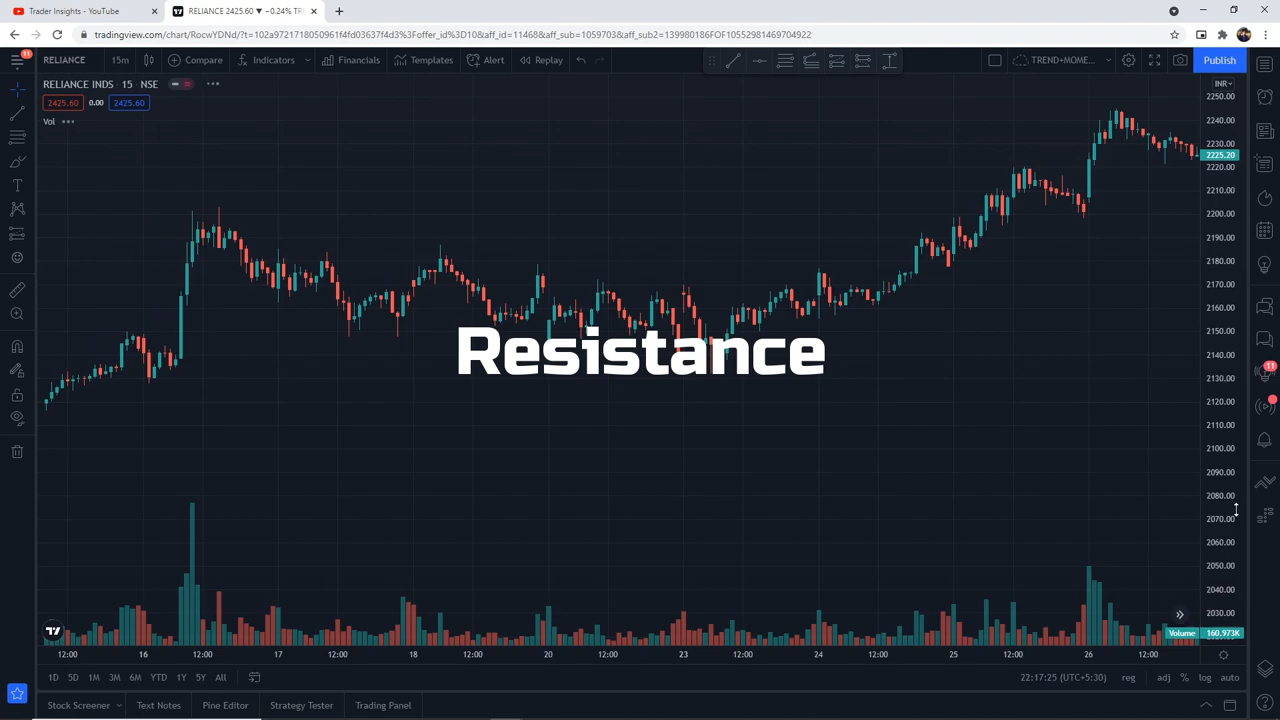 Trader Insights - YouTube
RELIANCE 2425.60 ▼ −0.24% TR
tradingview.com/chart/RocwYDNd/?t=102a9721718050961f4fd03637f4d3%3Foffer_id%3D10&aff_id=11468&aff_sub=1059703&aff_sub2=139980186FOF10552981469704922
11
RELIANCE 15m Compare Indicators Financials Templates Alert Replay TREND+MOME... Publish
RELIANCE INDS · 15 · NSE
INR
2425.60 0.00 2425.60
Vol
2250.00
2240.00
2230.00
2225.20
2220.00
2210.00
2200.00
2190.00
2180.00
2170.00
2160.00
2150.00
2140.00
2130.00
2120.00
2110.00
2100.00
2090.00
2080.00
2070.00
2060.00
2050.00
2040.00
2030.00
Resistance
11
Volume 160.973K
12:00 16 12:00 17 12:00 18 12:00 20 12:00 23 12:00 24 12:00 25 12:00 26 12:00
1D 5D 1M 3M 6M YTD 1Y 5Y All
22:17:25 (UTC+5:30) reg adj % log auto
Stock Screener Text Notes Pine Editor Strategy Tester Trading Panel